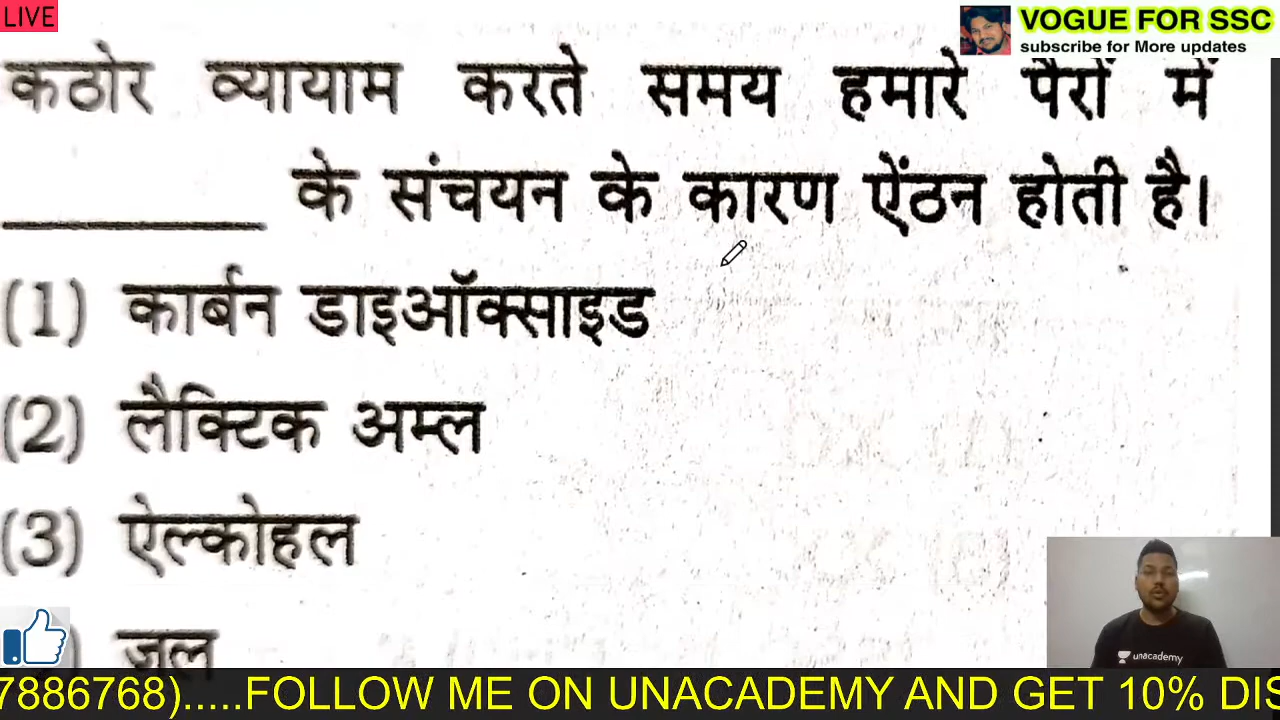 LIVE
VOGUE FOR SSC
subscribe for More updates
कठोर व्यायाम करते समय हमारे पैरों में
__________ के संचयन के कारण ऐंठन होती है।
(1) कार्बन डाइऑक्साइड
(2) लैक्टिक अम्ल
(3) ऐल्कोहल
जल
unacademy
7886768).....FOLLOW ME ON UNACADEMY AND GET 10% DIS